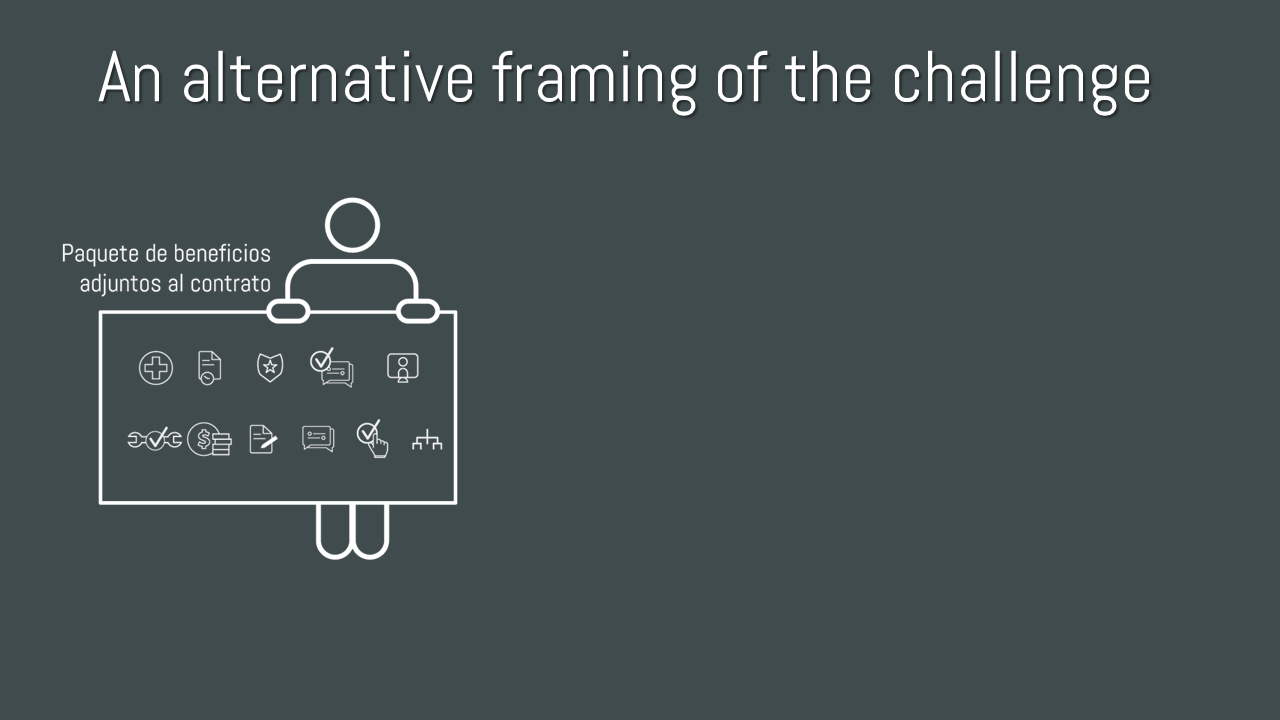 An alternative framing of the challenge
Paquete de beneficios
adjuntos al contrato